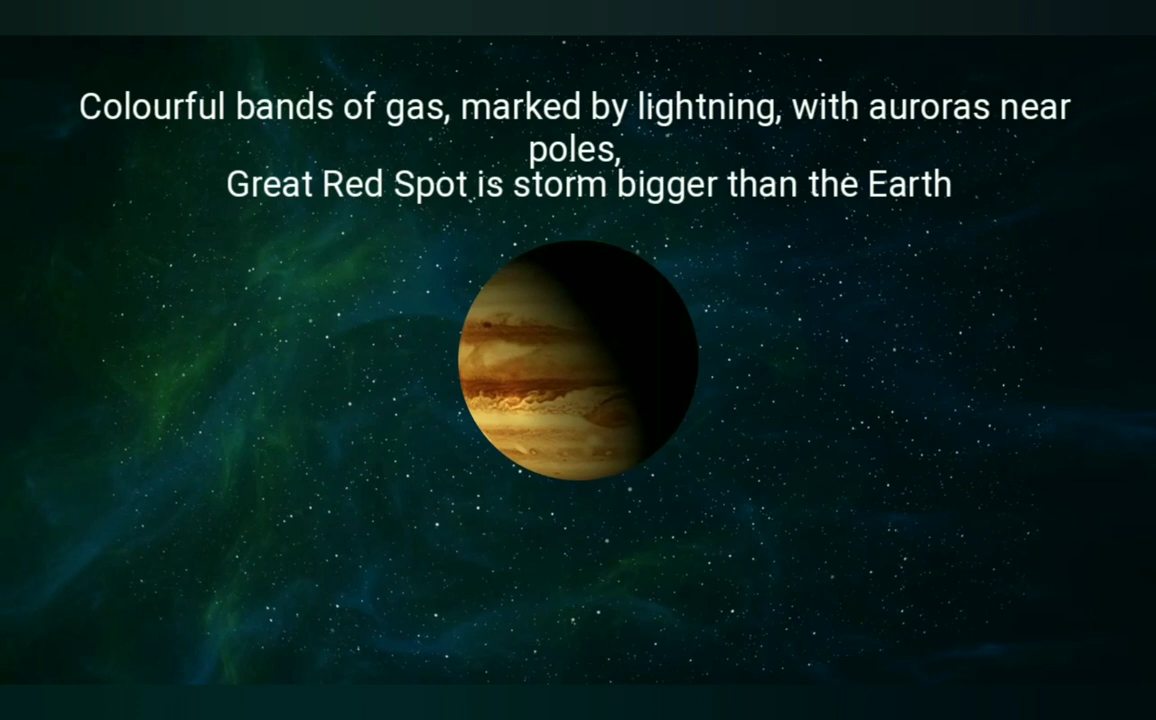 Colourful bands of gas, marked by lightning, with auroras near
poles,
Great Red Spot is storm bigger than the Earth